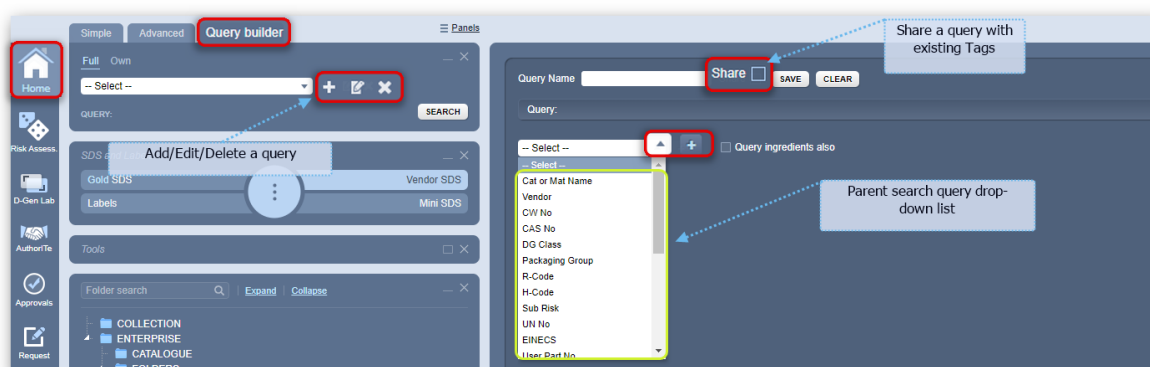 Simple
Advanced
Query builder
Panels
Share a query with
existing Tags
Home
Full Own
-- Select --
QUERY:
SEARCH
Query Name
Share
SAVE
CLEAR
Query:
Risk Assess.
Add/Edit/Delete a query
Gold SDS
Vendor SDS
Labels
Mini SDS
D-Gen Lab
-- Select --
Query ingredients also
-- Select --
Cat or Mat Name
Vendor
CW No
CAS No
DG Class
Packaging Group
R-Code
H-Code
Sub Risk
UN No
EINECS
User Part No
Parent search query drop-
down list
AuthorITe
Tools
Approvals
Folder search
Expand
Collapse
COLLECTION
ENTERPRISE
CATALOGUE
FOLDERS
Request